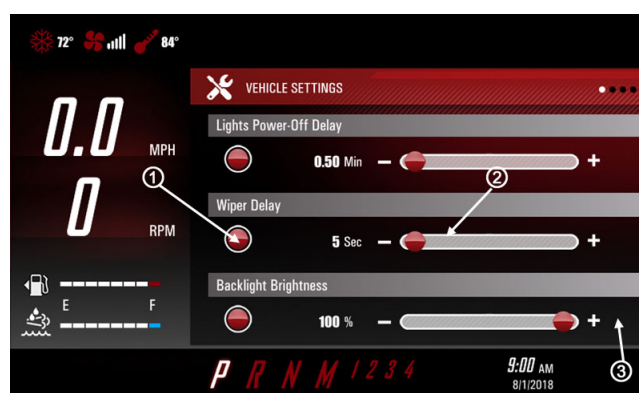 72° 84°
VEHICLE SETTINGS
0.0 MPH
Lights Power-Off Delay
0.50 Min − +
①
②
0 RPM
Wiper Delay
5 Sec − +
E F
Backlight Brightness
100 % − +
③
P R N M 1 2 3 4
9:00 AM
8/1/2018